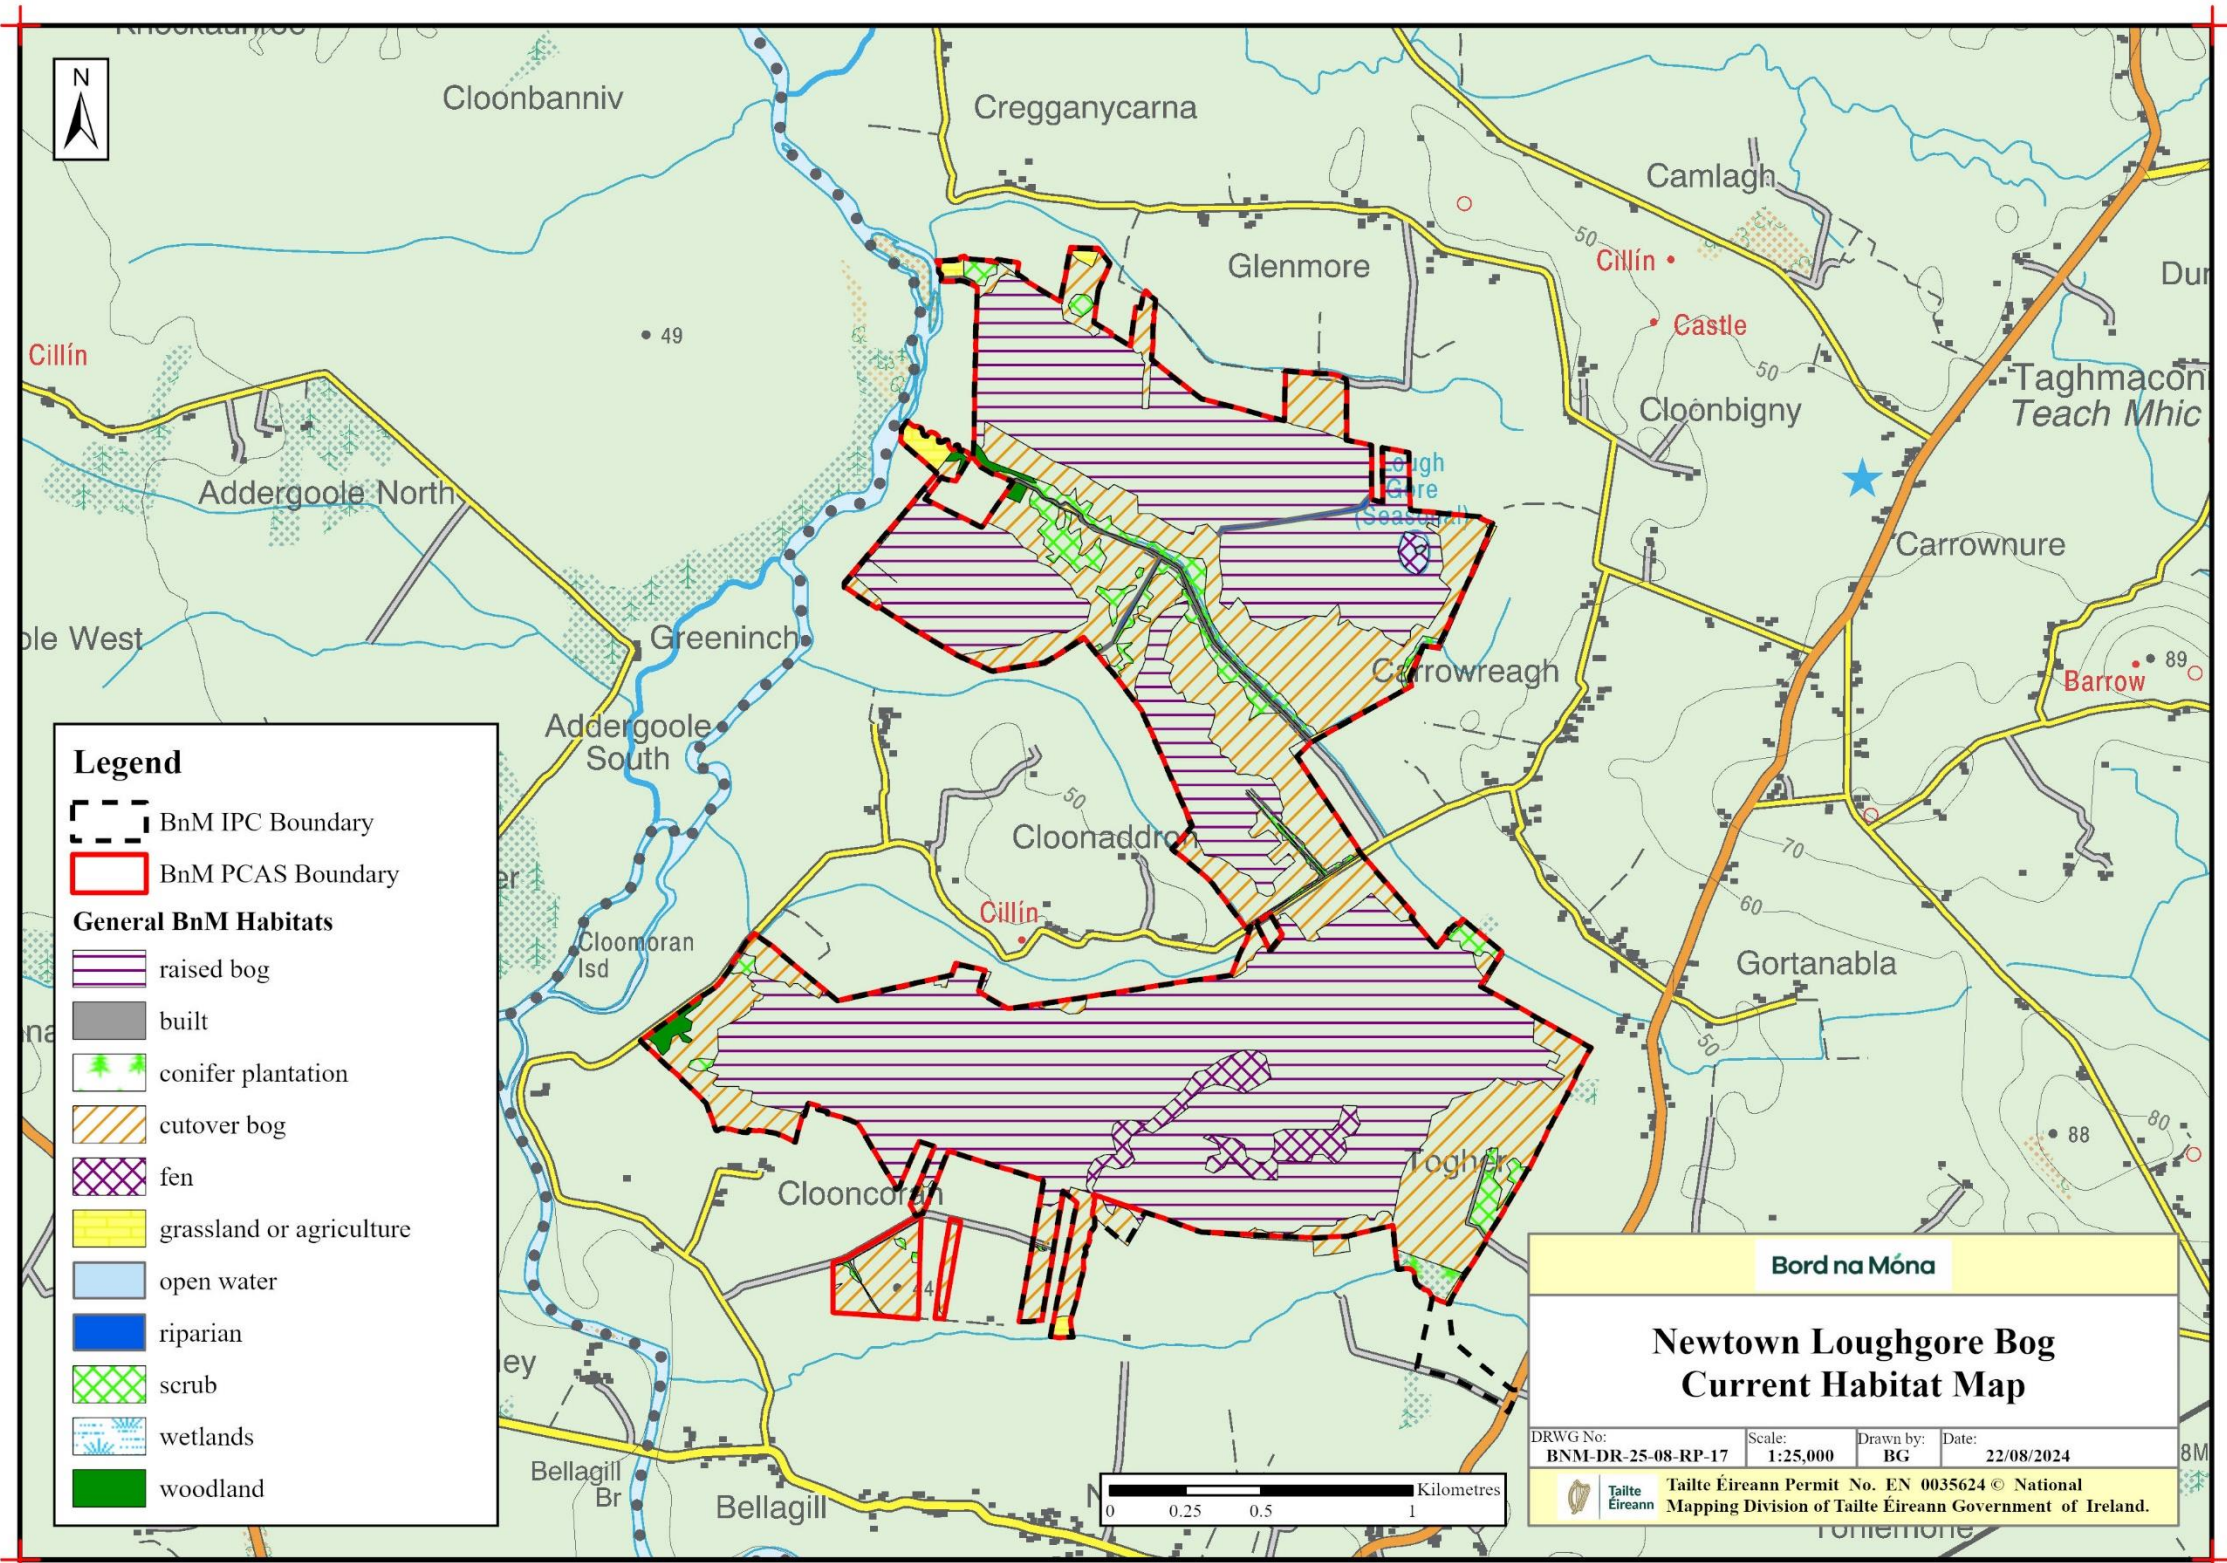 N
Cloonbanniv
Cregganycarna
Camlagh
Glenmore
50
Cillín
Castle
49
Cillín
50
Taghmacon
Teach Mhic
Cloonbigny
Lough
Gore
(Seasonal)
Addergoole North
Carrownure
Greeninch
Carrowreagh
89
Barrow
Addergoole
South
50
Cloonaddron
70
60
Cillín
Cloomoran
Isd
Gortanabla
50
80
88
Togher
Clooncoran
44
Bellagill
Br
Bellagill
Legend
BnM IPC Boundary
BnM PCAS Boundary
General BnM Habitats
raised bog
built
conifer plantation
cutover bog
fen
grassland or agriculture
open water
riparian
scrub
wetlands
woodland
Kilometres
0 0.25 0.5 1
Bord na Móna
Newtown Loughgore Bog
Current Habitat Map
DRWG No: Scale: Drawn by: Date:
BNM-DR-25-08-RP-17 1:25,000 BG 22/08/2024
Tailte
Éireann
Tailte Éireann Permit No. EN 0035624 © National
Mapping Division of Tailte Éireann Government of Ireland.